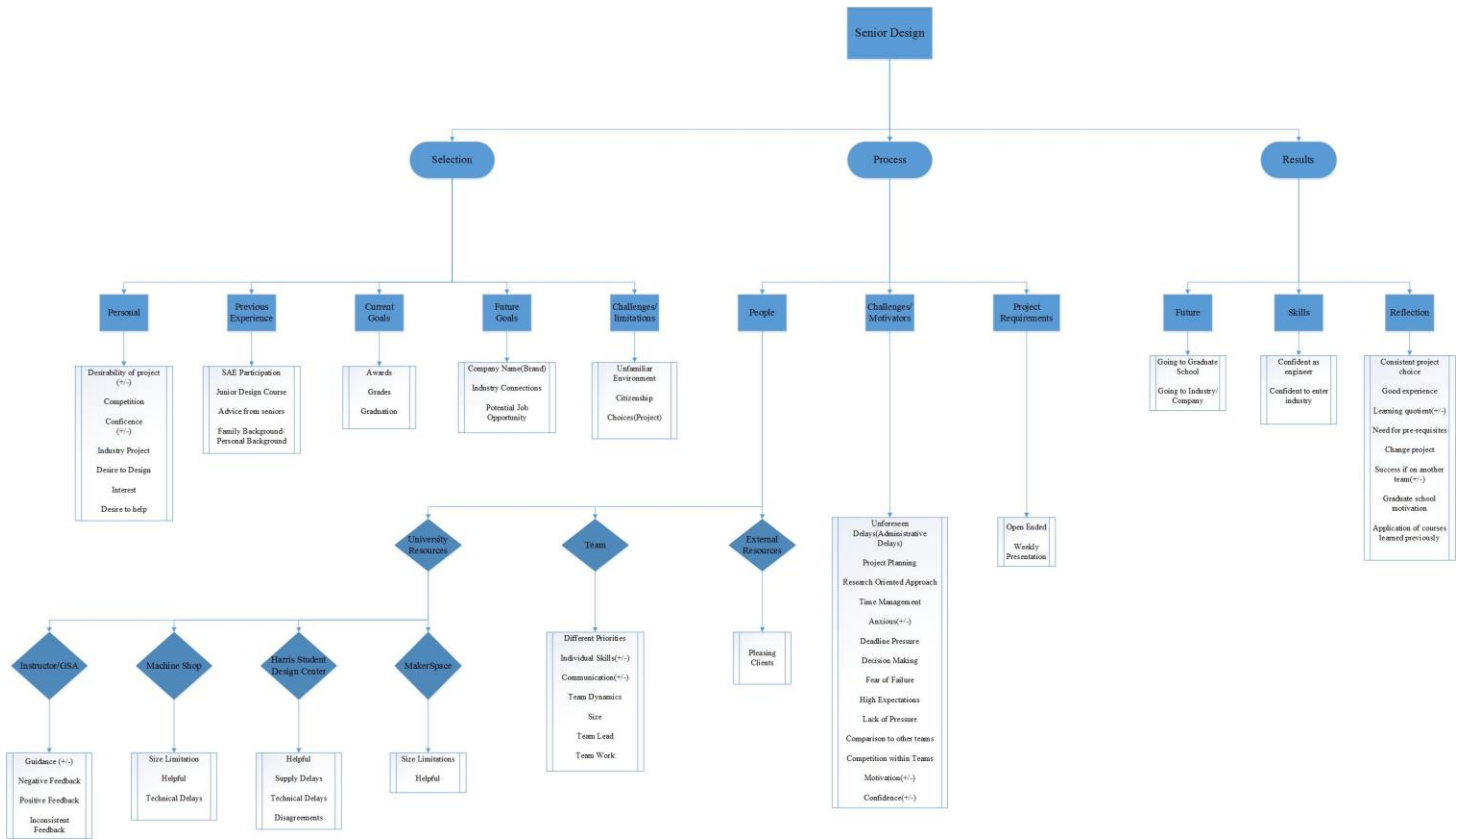 Senior Design
Selection
Process
Results
Personal
Previous
Experience
Current
Goals
Future
Goals
Challenges/
limitations
People
Challenges/
Motivators
Project
Requirements
Future
Skills
Reflection
Desirability of project
(+/-)
Competition
Conficence
(+/-)
Industry Project
Desire to Design
Interest
Desire to help
SAE Participation
Junior Design Course
Advice from seniors
Family Background/
Personal Background
Awards
Grades
Graduation
Company Name(Brand)
Industry Connections
Potential Job
Opportunity
Unfamiliar
Environment
Citizenship
Choices(Project)
Going to Graduate
School
Going to Industry/
Company
Confident as
engineer
Confident to enter
industry
Consistent project
choice
Good experience
Learning quotient(+/-)
Need for pre-requisites
Change project
Success if on another
team(+/-)
Graduate school
motivation
Application of courses
learned previously
University
Resources
Team
External
Resources
Unforeseen
Delays(Administrative
Delays)
Project Planning
Research Oriented Approach
Time Management
Anxious(+/-)
Deadline Pressure
Decision Making
Fear of Failure
High Expectations
Lack of Pressure
Comparison to other teams
Competition within Teams
Motivation(+/-)
Confidence(+/-)
Open Ended
Weekly
Presentation
Instructor/GSA
Machine Shop
Harris Student
Design Center
MakerSpace
Different Priorities
Individual Skills(+/-)
Communication(+/-)
Team Dynamics
Size
Team Lead
Team Work
Pleasing
Clients
Guidance (+/-)
Negative Feedback
Positive Feedback
Inconsistent
Feedback
Size Limitation
Helpful
Technical Delays
Helpful
Supply Delays
Technical Delays
Disagreements
Size Limitations
Helpful